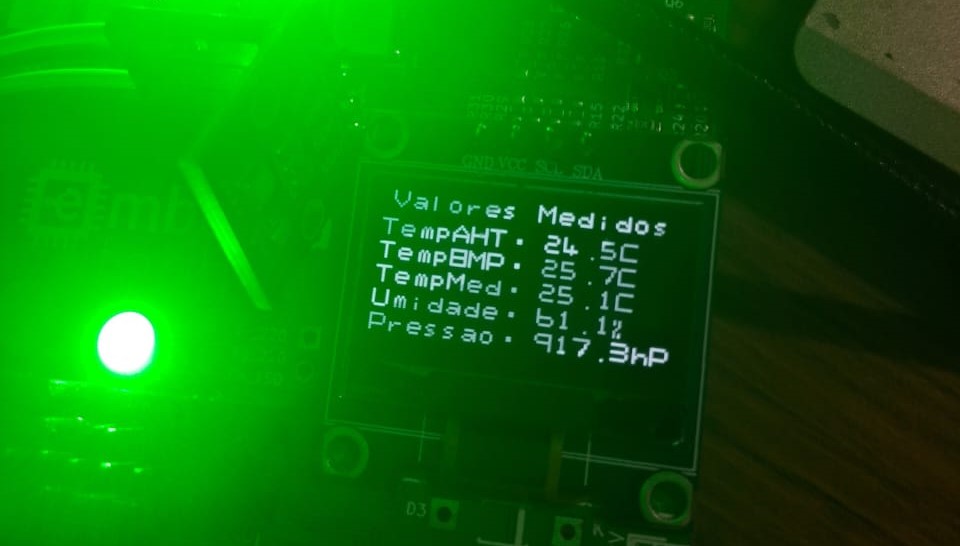 GND VCC SCL SDA
Valores Medidos
TempAHT: 24.5C
TempBMP: 25.7C
TempMed: 25.1C
Umidade: 61.1%
Pressao: 917.3hP
D3